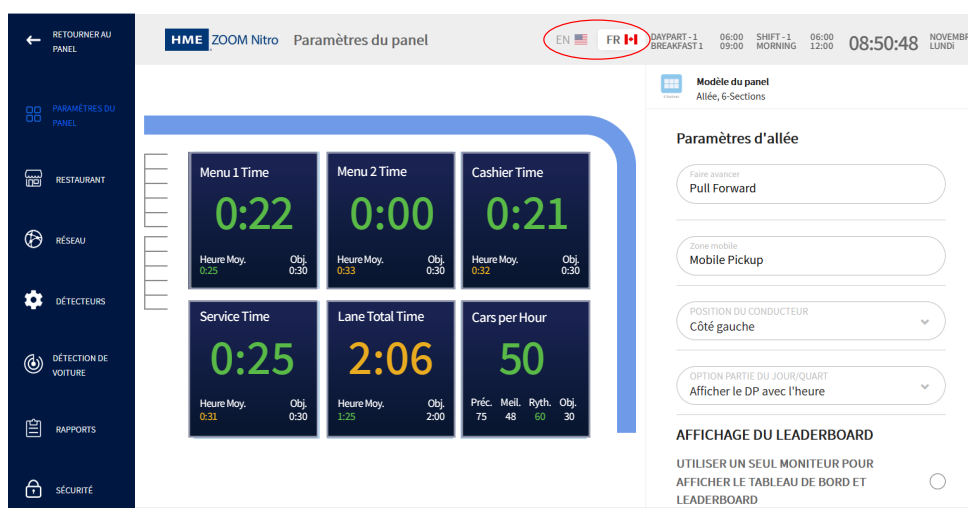 RETOURNER AU
PANEL
HME ZOOM Nitro
Paramètres du panel
EN
FR
DAYPART - 1
BREAKFAST 1
06:00
09:00
SHIFT - 1
MORNING
06:00
12:00
08:50:48
NOVEMBR
LUNDI
PARAMÈTRES DU
PANEL
RESTAURANT
RÉSEAU
DÉTECTEURS
DÉTECTION DE
VOITURE
RAPPORTS
SÉCURITÉ
Menu 1 Time
0:22
Heure Moy. Obj.
0:25 0:30
Menu 2 Time
0:00
Heure Moy. Obj.
0:33 0:30
Cashier Time
0:21
Heure Moy. Obj.
0:32 0:30
Service Time
0:25
Heure Moy. Obj.
0:31 0:30
Lane Total Time
2:06
Heure Moy. Obj.
1:25 2:00
Cars per Hour
50
Préc. Meil. Ryth. Obj.
75 48 60 30
Modèle du panel
Allée, 6-Sections
Paramètres d'allée
Faire avancer
Pull Forward
Zone mobile
Mobile Pickup
POSITION DU CONDUCTEUR
Côté gauche
OPTION PARTIE DU JOUR/QUART
Afficher le DP avec l'heure
AFFICHAGE DU LEADERBOARD
UTILISER UN SEUL MONITEUR POUR
AFFICHER LE TABLEAU DE BORD ET
LEADERBOARD